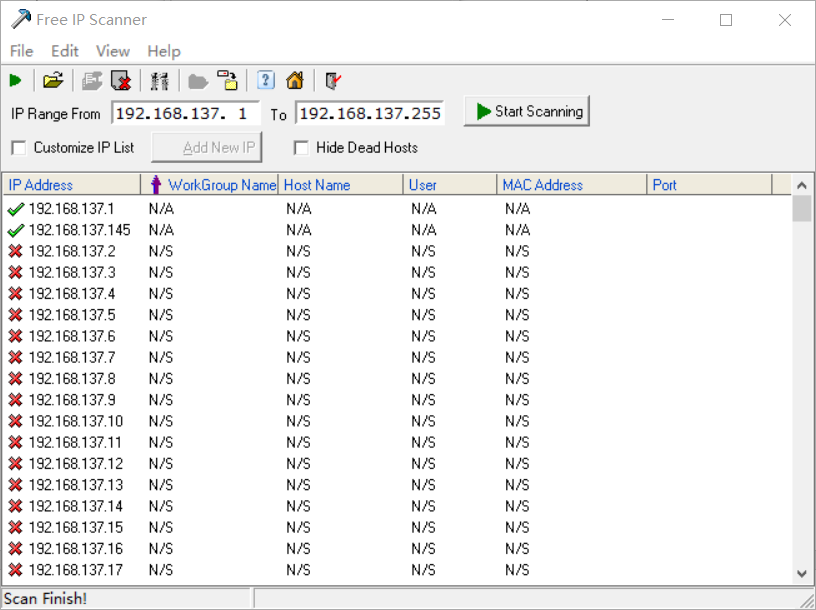 Free IP Scanner
File Edit View Help
IP Range From 192.168.137. 1 To 192.168.137.255 Start Scanning
Customize IP List Add New IP Hide Dead Hosts
IP Address WorkGroup Name Host Name User MAC Address Port
192.168.137.1 N/A N/A N/A N/A
192.168.137.145 N/A N/A N/A N/A
192.168.137.2 N/S N/S N/S N/S
192.168.137.3 N/S N/S N/S N/S
192.168.137.4 N/S N/S N/S N/S
192.168.137.5 N/S N/S N/S N/S
192.168.137.6 N/S N/S N/S N/S
192.168.137.7 N/S N/S N/S N/S
192.168.137.8 N/S N/S N/S N/S
192.168.137.9 N/S N/S N/S N/S
192.168.137.10 N/S N/S N/S N/S
192.168.137.11 N/S N/S N/S N/S
192.168.137.12 N/S N/S N/S N/S
192.168.137.13 N/S N/S N/S N/S
192.168.137.14 N/S N/S N/S N/S
192.168.137.15 N/S N/S N/S N/S
192.168.137.16 N/S N/S N/S N/S
192.168.137.17 N/S N/S N/S N/S
Scan Finish!